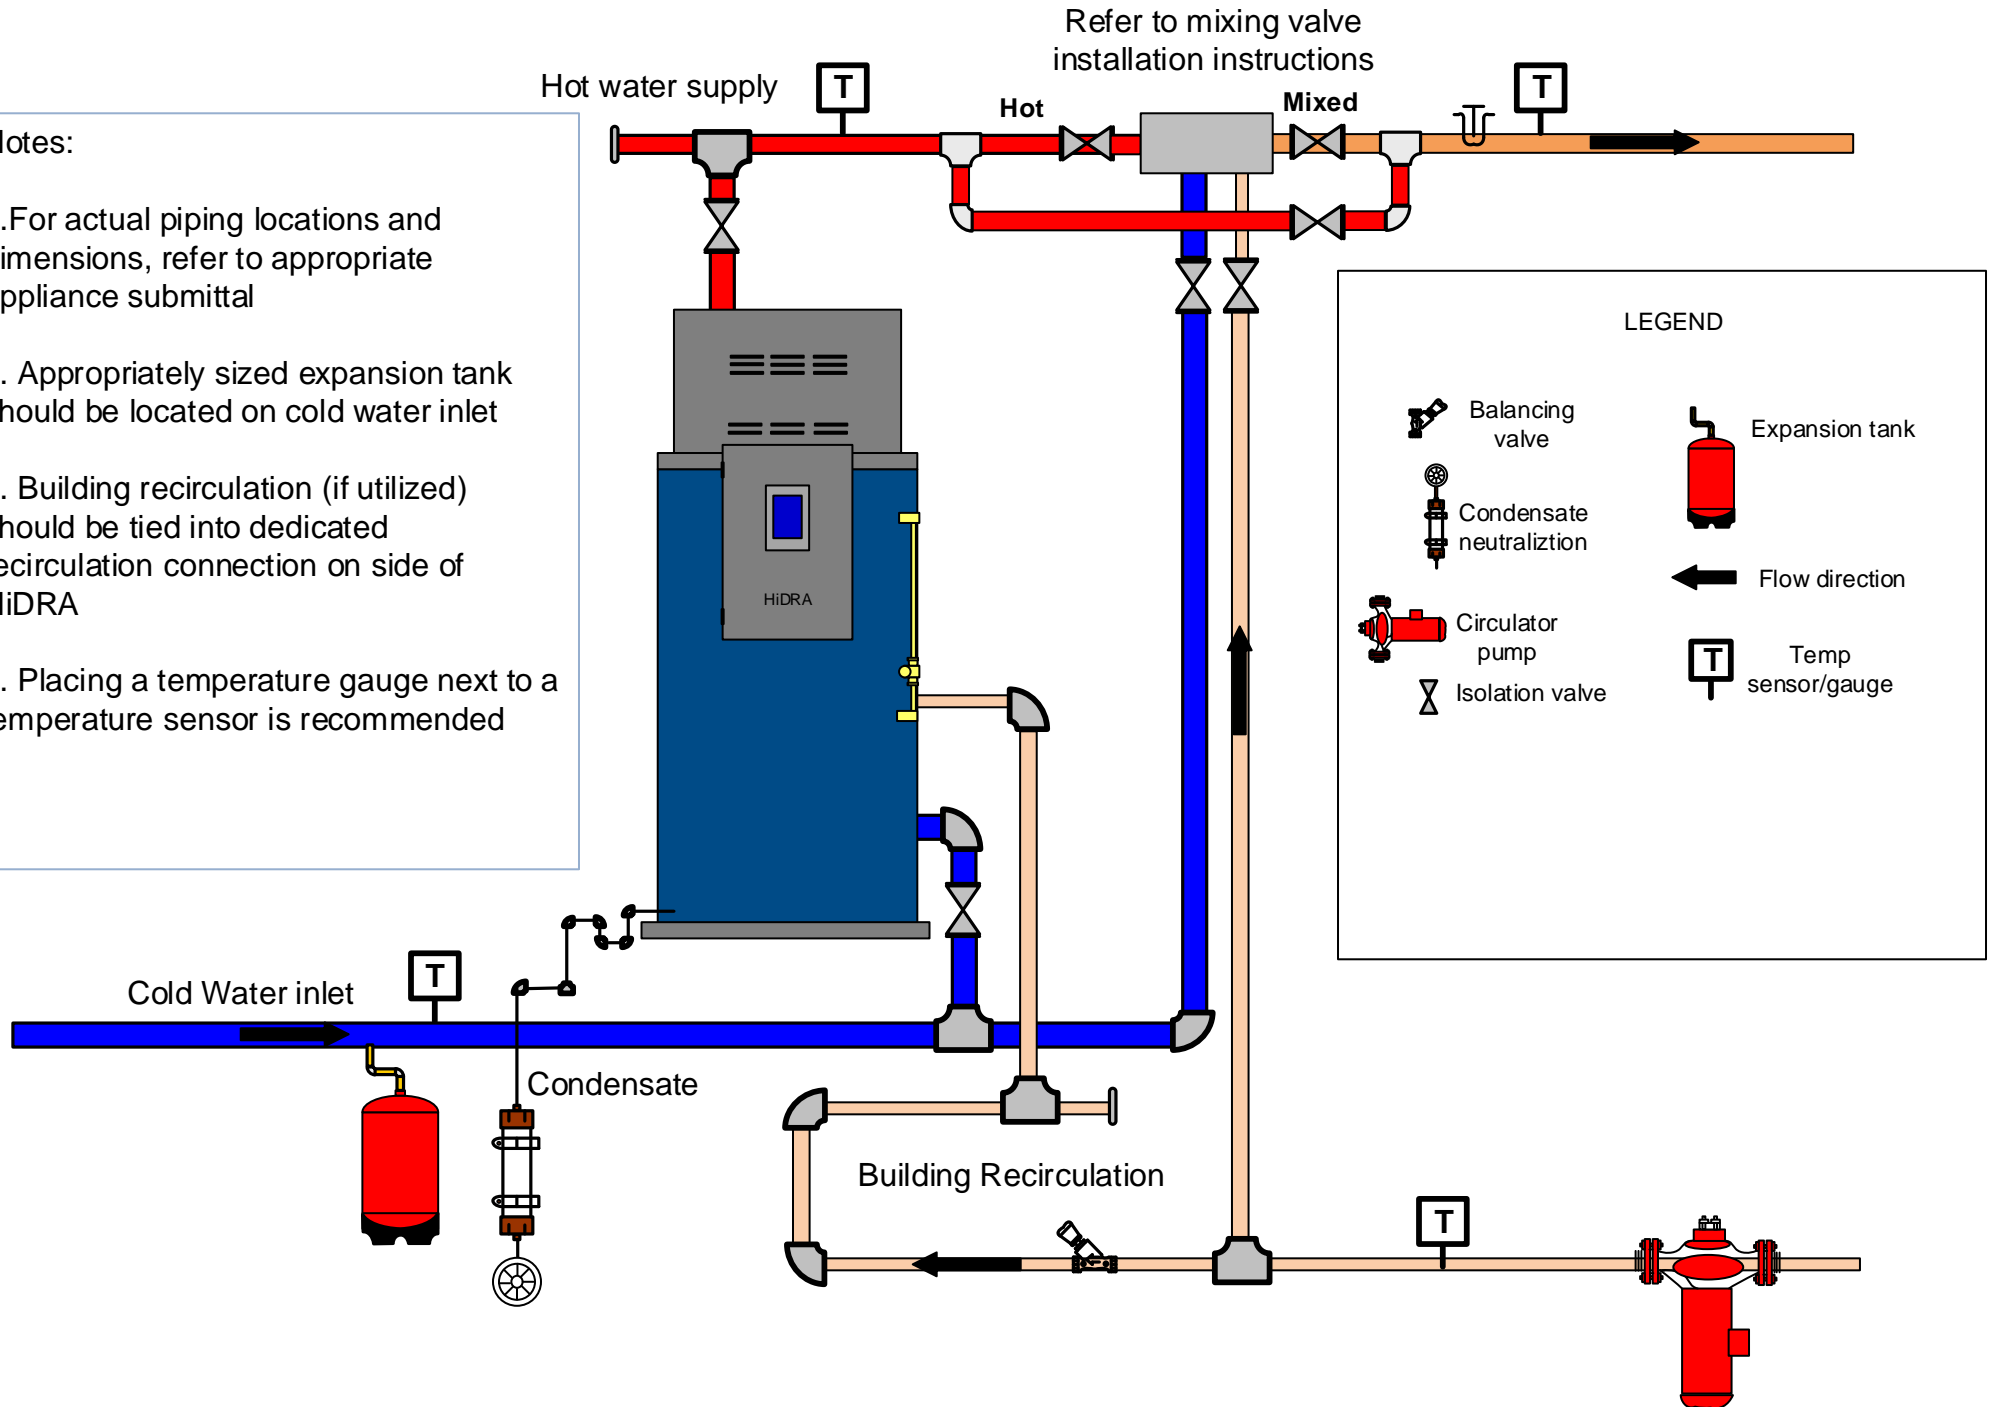 Refer to mixing valve
installation instructions
Hot water supply
T
Hot
Mixed
T
lotes:
.For actual piping locations and
imensions, refer to appropriate
ppliance submittal
. Appropriately sized expansion tank
hould be located on cold water inlet
. Building recirculation (if utilized)
hould be tied into dedicated
ecirculation connection on side of
HiDRA
. Placing a temperature gauge next to a
emperature sensor is recommended
HiDRA
LEGEND
Balancing
valve
Expansion tank
Condensate
neutraliztion
Flow direction
Circulator
pump
T
Temp
sensor/gauge
Isolation valve
Cold Water inlet
T
Condensate
Building Recirculation
T